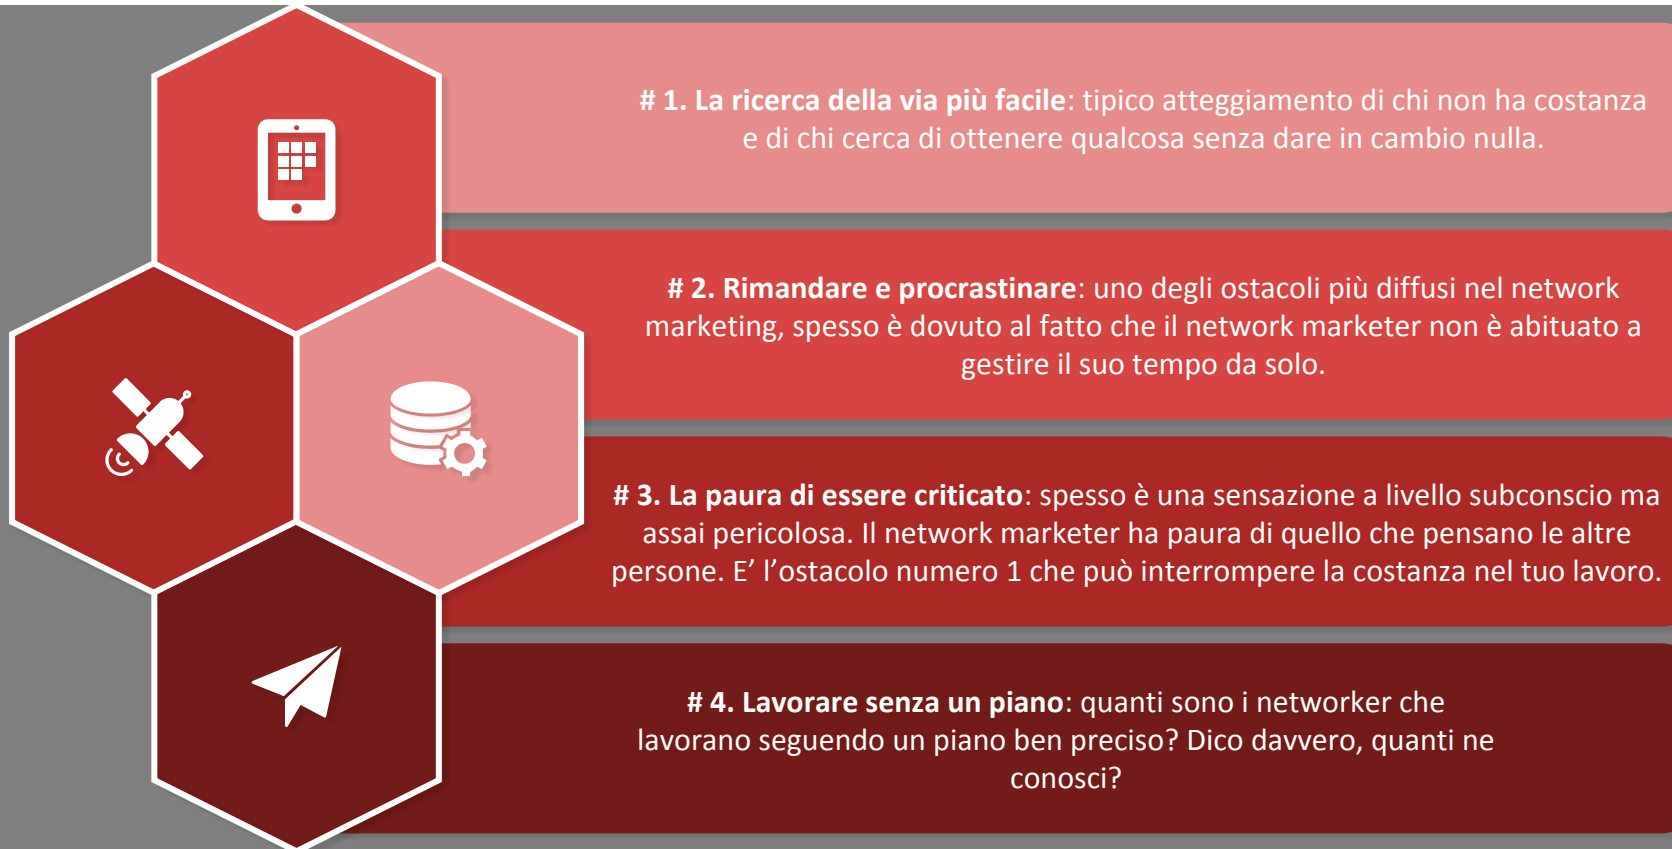 # 1. La ricerca della via più facile: tipico atteggiamento di chi non ha costanza
e di chi cerca di ottenere qualcosa senza dare in cambio nulla.
# 2. Rimandare e procrastinare: uno degli ostacoli più diffusi nel network
marketing, spesso è dovuto al fatto che il network marketer non è abituato a
gestire il suo tempo da solo.
# 3. La paura di essere criticato: spesso è una sensazione a livello subconscio ma
assai pericolosa. Il network marketer ha paura di quello che pensano le altre
persone. E’ l’ostacolo numero 1 che può interrompere la costanza nel tuo lavoro.
# 4. Lavorare senza un piano: quanti sono i networker che
lavorano seguendo un piano ben preciso? Dico davvero, quanti ne
conosci?